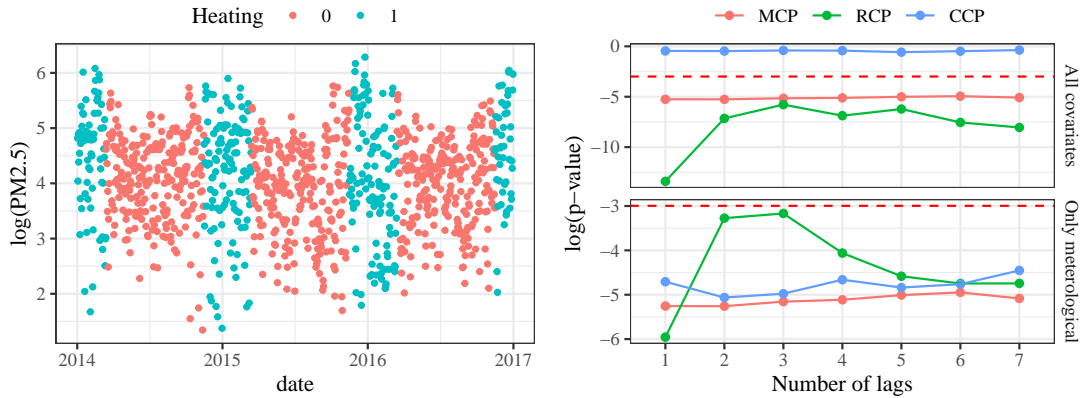 Heating 0 1
log(PM2.5)
6
5
4
3
2
2014 2015 2016 2017
date
MCP RCP CCP
log(p−value)
0
−5
−10
All covariates
−3
−4
−5
−6
Only meterological
1 2 3 4 5 6 7
Number of lags